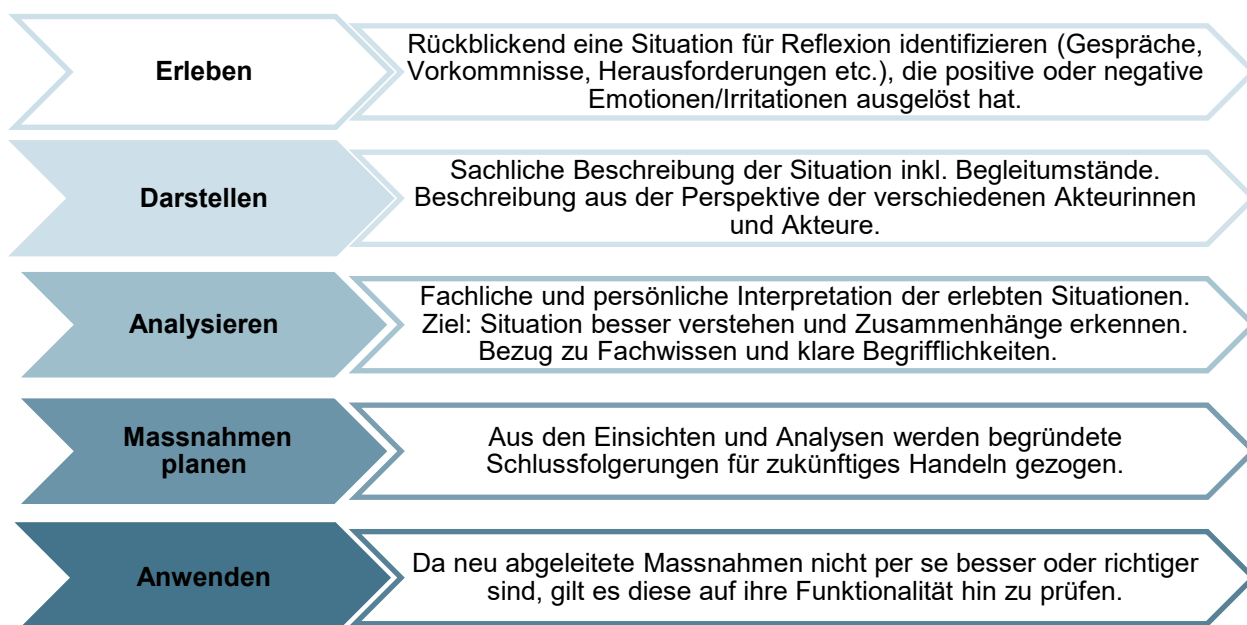 Erleben
Rückblickend eine Situation für Reflexion identifizieren (Gespräche,
Vorkommnisse, Herausforderungen etc.), die positive oder negative
Emotionen/Irritationen ausgelöst hat.
Darstellen
Sachliche Beschreibung der Situation inkl. Begleitumstände.
Beschreibung aus der Perspektive der verschiedenen Akteurinnen
und Akteure.
Analysieren
Fachliche und persönliche Interpretation der erlebten Situationen.
Ziel: Situation besser verstehen und Zusammenhänge erkennen.
Bezug zu Fachwissen und klare Begrifflichkeiten.
Massnahmen
planen
Aus den Einsichten und Analysen werden begründete
Schlussfolgerungen für zukünftiges Handeln gezogen.
Anwenden
Da neu abgeleitete Massnahmen nicht per se besser oder richtiger
sind, gilt es diese auf ihre Funktionalität hin zu prüfen.